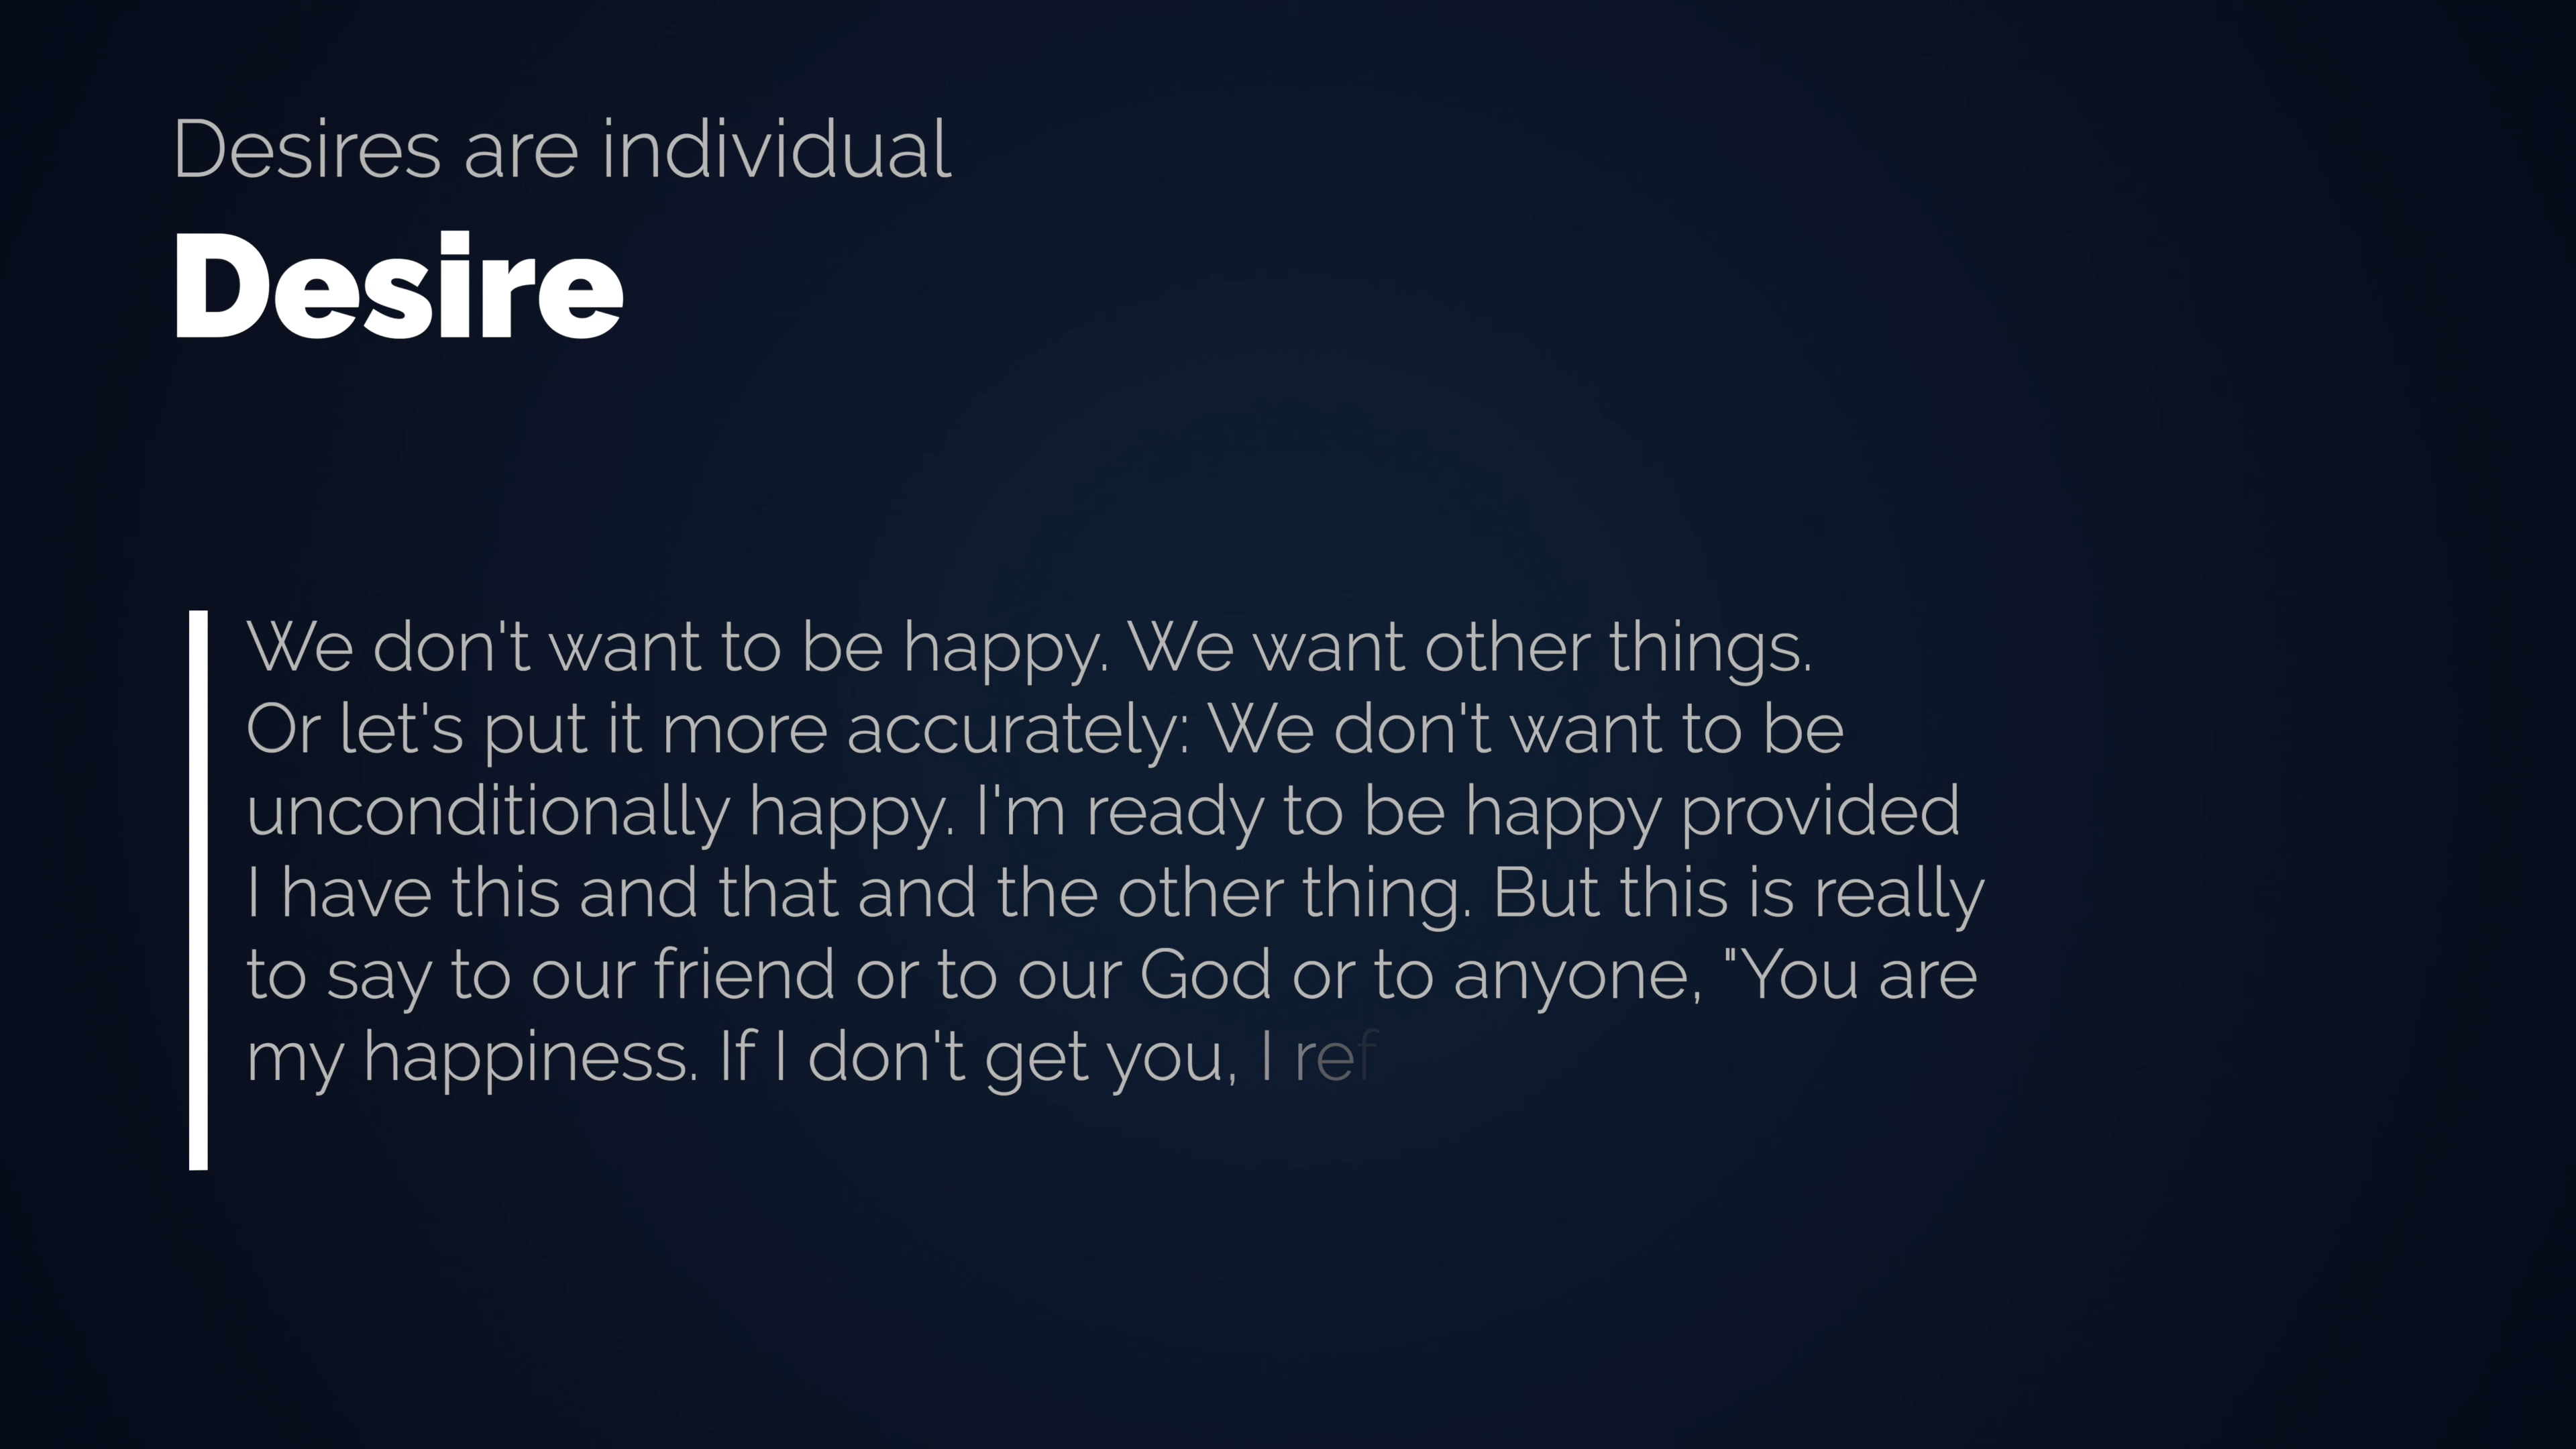 Desires are individual
Desire
We don't want to be happy. We want other things.
Or let's put it more accurately: We don't want to be
unconditionally happy. I'm ready to be happy provided
I have this and that and the other thing. But this is really
to say to our friend or to our God or to anyone, "You are
my happiness. If I don't get you, I ref